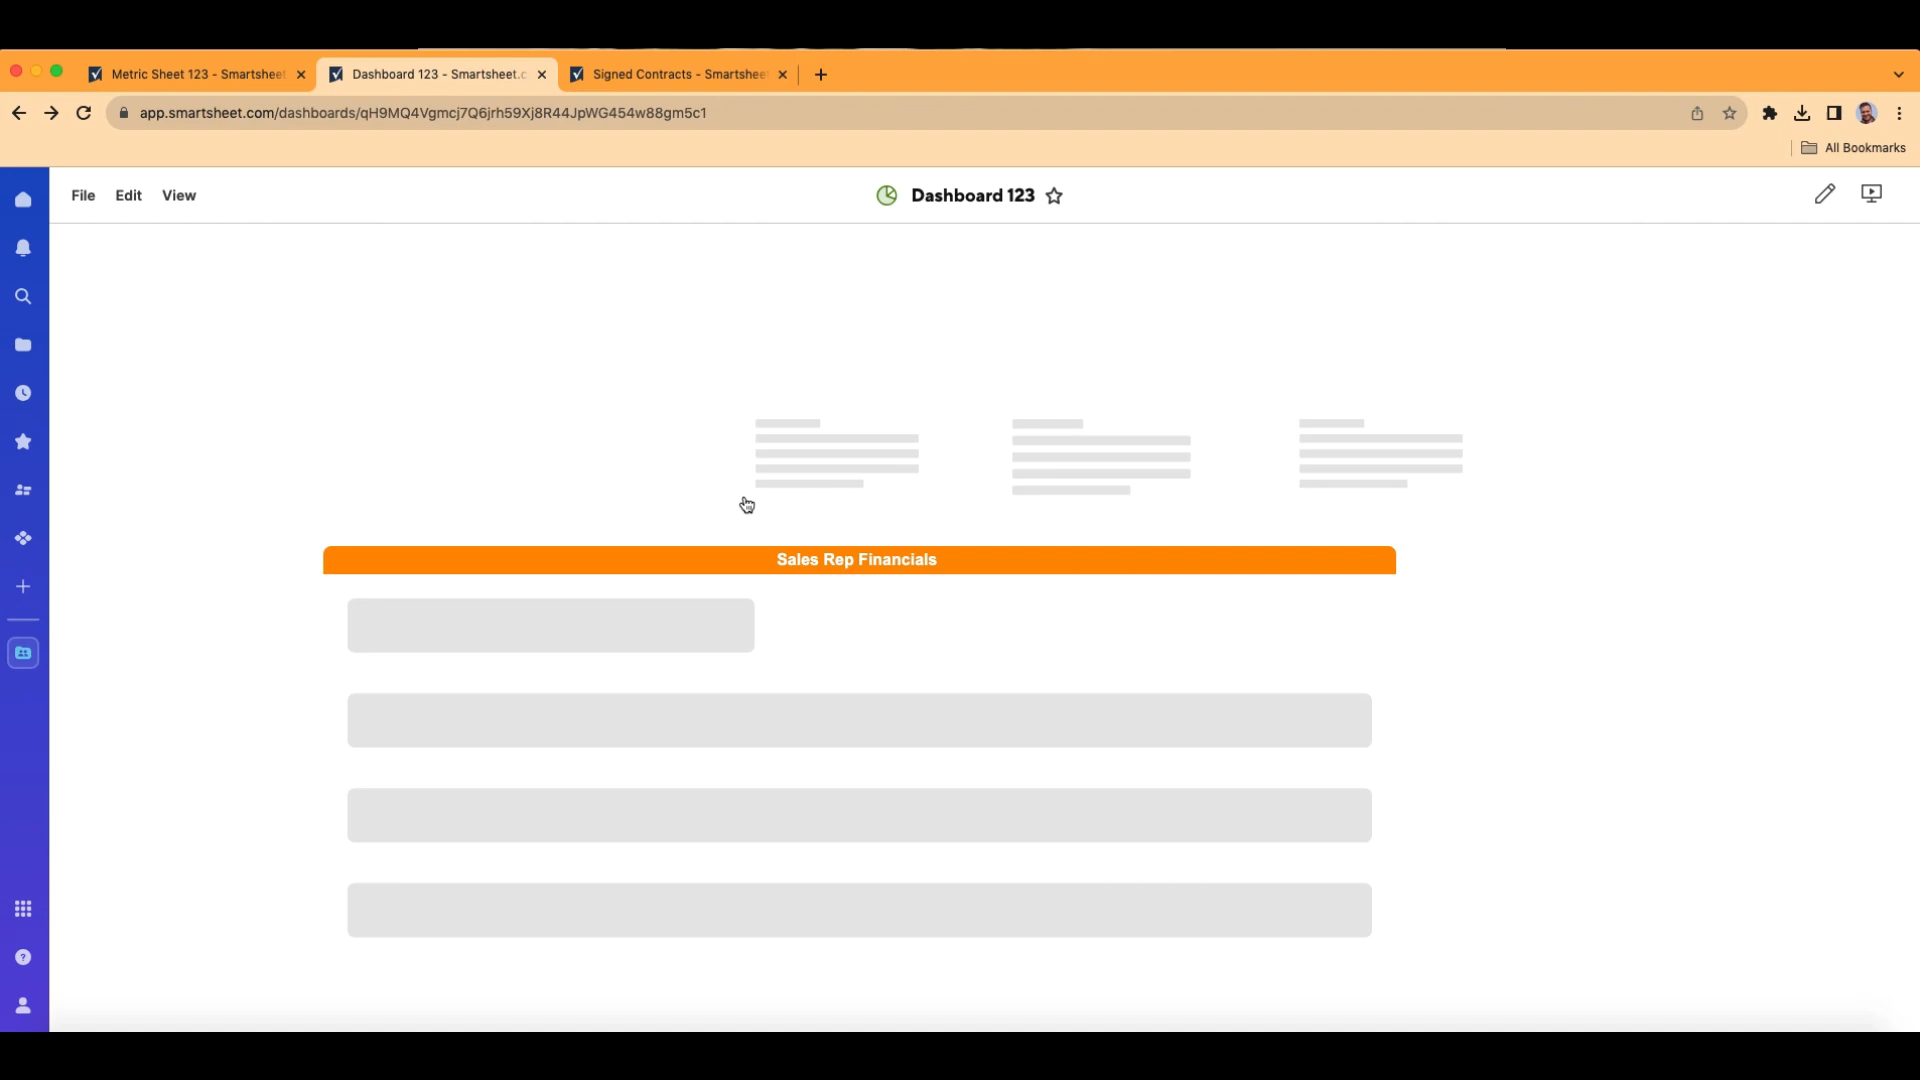 Metric Sheet 123 - Smartsheet
Dashboard 123 - Smartsheet.c
Signed Contracts - Smartshee
app.smartsheet.com/dashboards/qH9MQ4Vgmcj7Q6jrh59Xj8R44JpWG454w88gm5c1
All Bookmarks
File Edit View
Dashboard 123
Sales Rep Financials